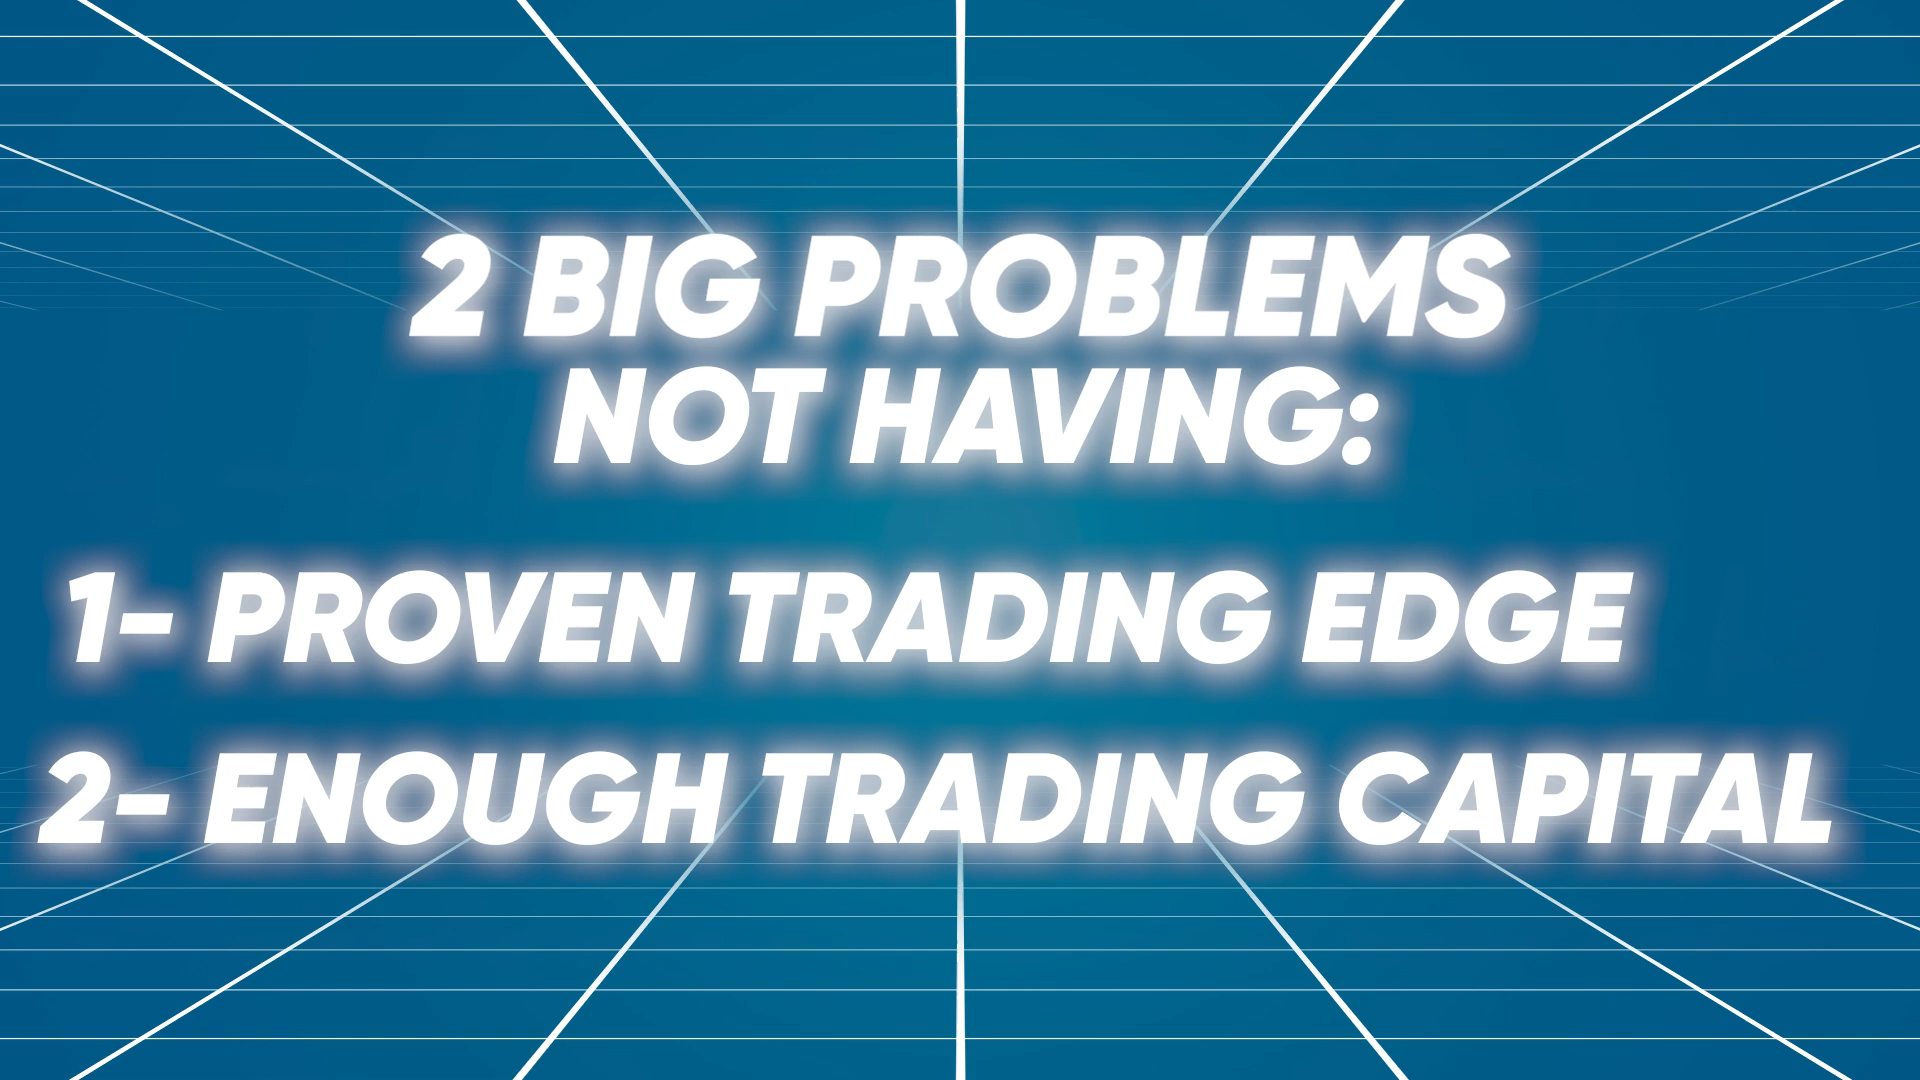 2 BIG PROBLEMS
NOT HAVING:
1- PROVEN TRADING EDGE
2- ENOUGH TRADING CAPITAL